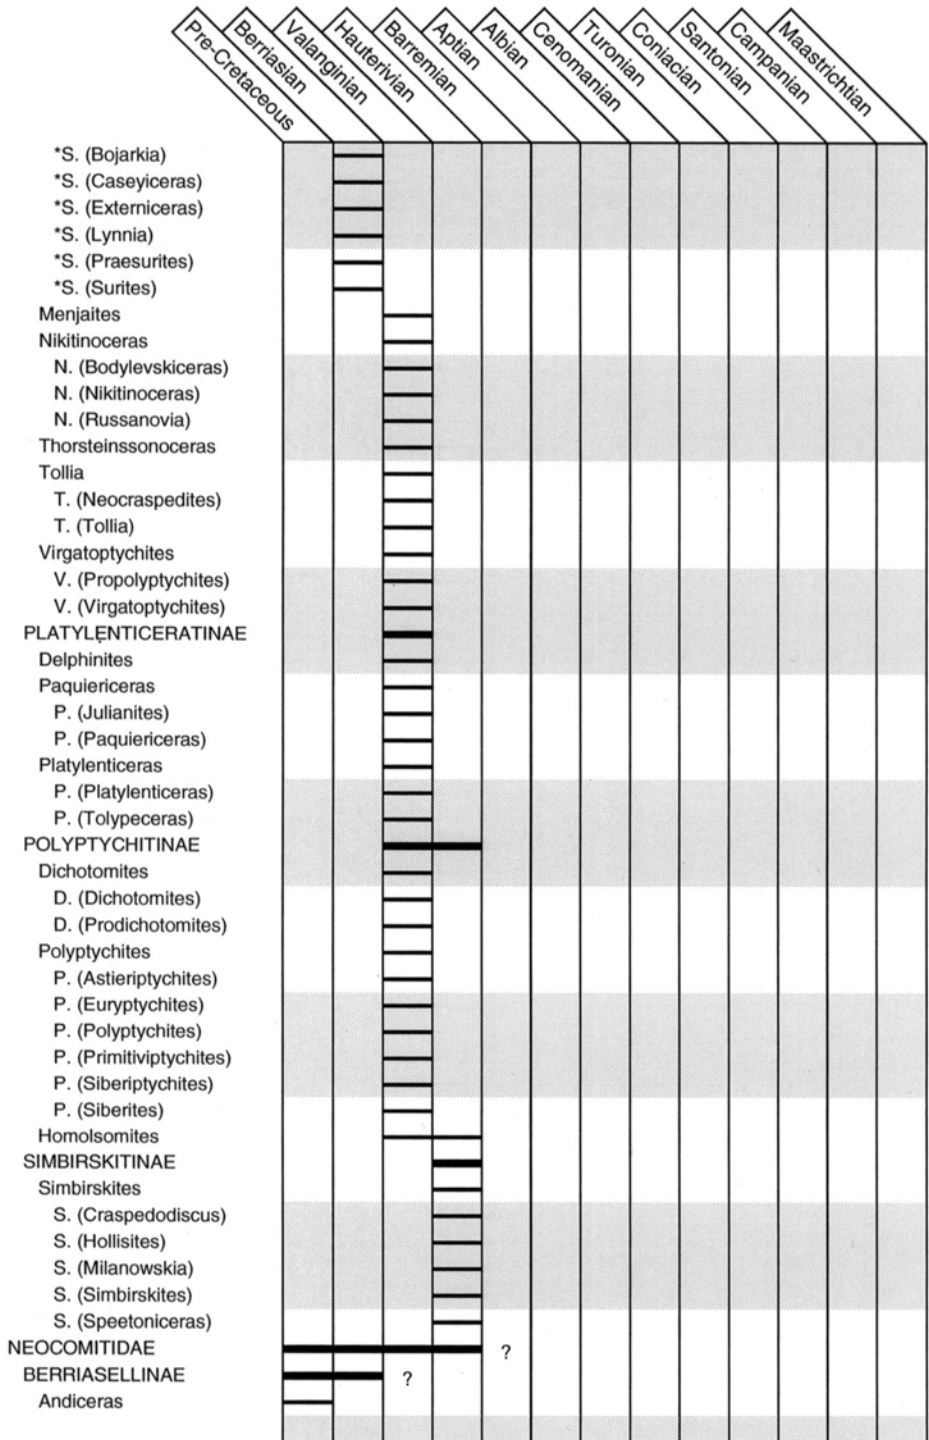 Pre-Cretaceous
Berriasian
Valanginian
Hauterivian
Barremian
Aptian
Albian
Cenomanian
Turonian
Coniacian
Santonian
Campanian
Maastrichtian
*S. (Bojarkia)
*S. (Caseyiceras)
*S. (Externiceras)
*S. (Lynnia)
*S. (Praesurites)
*S. (Surites)
Menjaites
Nikitinoceras
N. (Bodylevskiceras)
N. (Nikitinoceras)
N. (Russanovia)
Thorsteinssonoceras
Tollia
T. (Neocraspedites)
T. (Tollia)
Virgatoptychites
V. (Propolyptychites)
V. (Virgatoptychites)
PLATYLENTICERATINAE
Delphinites
Paquiericeras
P. (Julianites)
P. (Paquiericeras)
Platylenticeras
P. (Platylenticeras)
P. (Tolypeceras)
POLYPTYCHITINAE
Dichotomites
D. (Dichotomites)
D. (Prodichotomites)
Polyptychites
P. (Astieriptychites)
P. (Euryptychites)
P. (Polyptychites)
P. (Primitiviptychites)
P. (Siberiptychites)
P. (Siberites)
Homolsomites
SIMBIRSKITINAE
Simbirskites
S. (Craspedodiscus)
S. (Hollisites)
S. (Milanowskia)
S. (Simbirskites)
S. (Speetoniceras)
NEOCOMITIDAE ?
BERRIASELLINAE ?
Andiceras